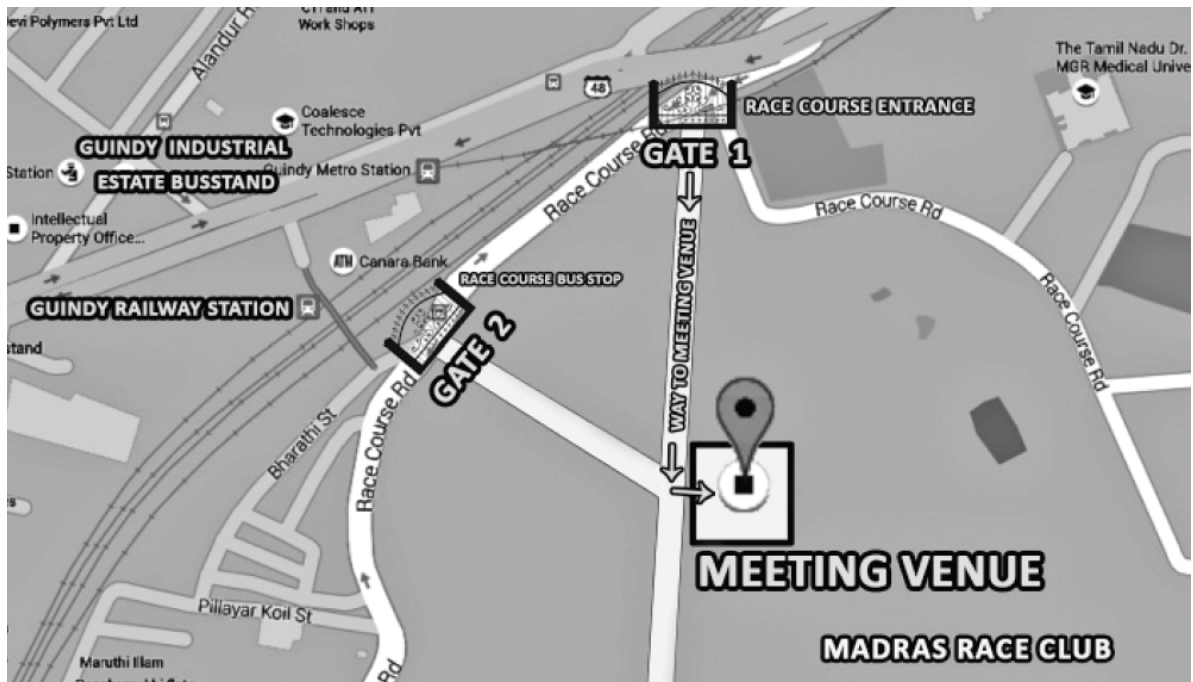 Devi Polymers Pvt Ltd
Work Shops
Alandur
48
The Tamil Nadu Dr.
MGR Medical Unive
RACE COURSE ENTRANCE
Coalesce
Technologies Pvt
GUINDY INDUSTRIAL
ESTATE BUSSTAND
Station
Guindy Metro Station
Race Course Rd
GATE 1
Race Course Rd
Intellectual
Property Office...
ATM Canara Bank
RACE COURSE BUS STOP
GUINDY RAILWAY STATION
GATE 2
WAY TO MEETING VENUE
Race Course Rd
stand
Bharathi St
Race Course Rd
MEETING VENUE
Pillayar Koil St
MADRAS RACE CLUB
Maruthi Illam
Rd